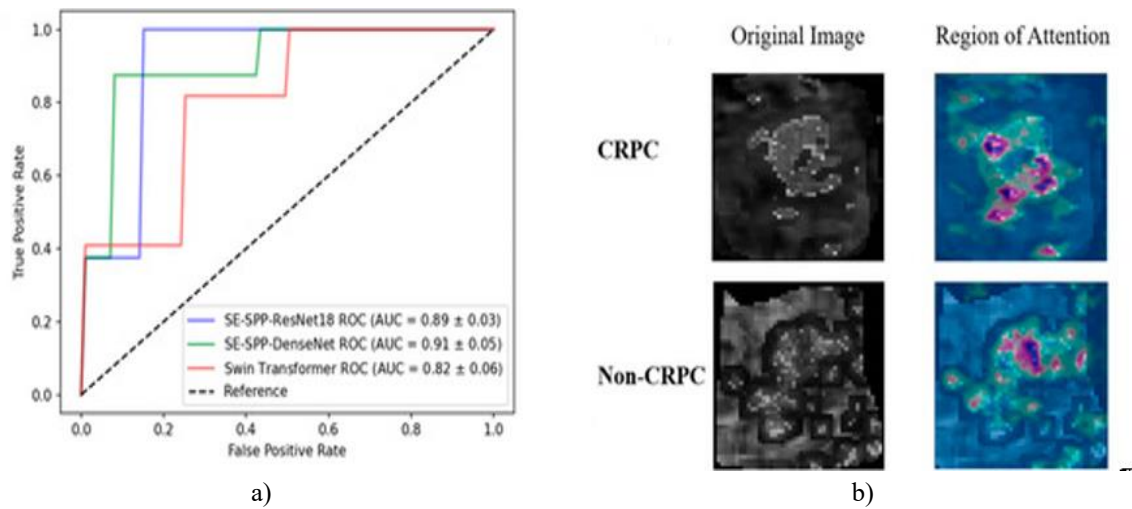 1.0
0.8
0.6
0.4
0.2
0.0
True Positive Rate
SE-SPP-ResNet18 ROC (AUC = 0.89 ± 0.03)
SE-SPP-DenseNet ROC (AUC = 0.91 ± 0.05)
Swin Transformer ROC (AUC = 0.82 ± 0.06)
Reference
0.0 0.2 0.4 0.6 0.8 1.0
False Positive Rate
a)
Original Image Region of Attention
CRPC
Non-CRPC
b)